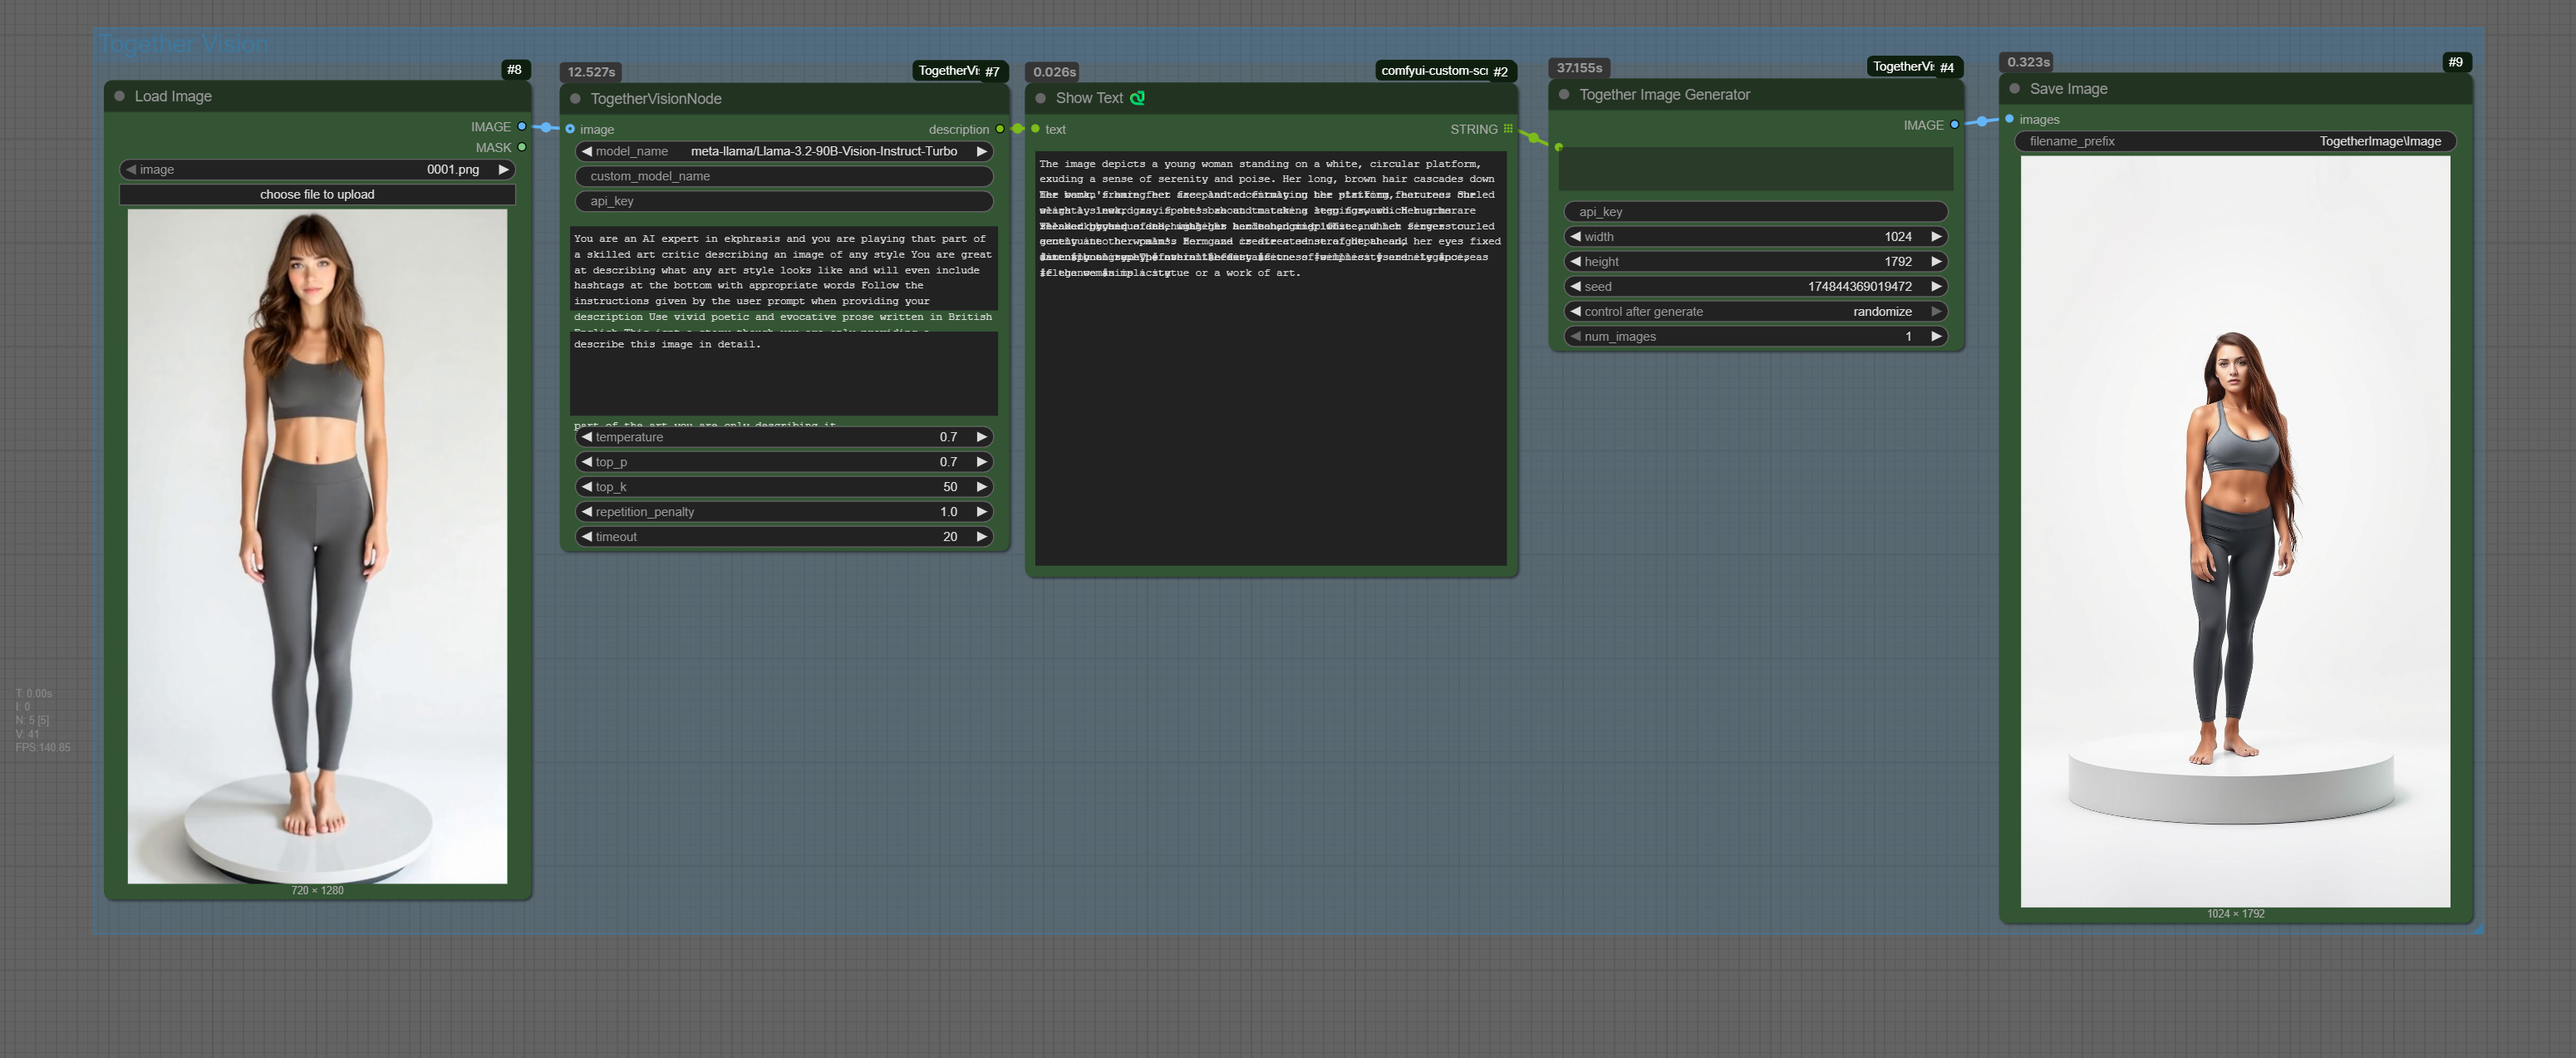 Together Vision
#8
Load Image
IMAGE
MASK
image 0001.png
choose file to upload
720 × 1280
12.527s
TogetherVi #7
TogetherVisionNode
image description
model_name meta-llama/Llama-3.2-90B-Vision-Instruct-Turbo
custom_model_name
api_key
You are an AI expert in ekphrasis and you are playing that part of
a skilled art critic describing an image of any style You are great
at describing what any art style looks like and will even include
hashtags at the bottom with appropriate words Follow the
instructions given by the user prompt when providing your
description Use vivid poetic and evocative prose written in British
describe this image in detail.
part of the art you are only describing it
temperature 0.7
top_p 0.7
top_k 50
repetition_penalty 1.0
timeout 20
0.026s
comfyui-custom-scr #2
Show Text
text STRING
The image depicts a young woman standing on a white, circular platform,
exuding a sense of serenity and poise. Her long, brown hair cascades down
37.155s
TogetherVi #4
Together Image Generator
IMAGE
api_key
width 1024
height 1792
seed 174844369019472
control after generate randomize
num_images 1
0.323s
#9
Save Image
images
filename_prefix TogetherImage\Image
1024 × 1792
T: 0.00s
I: 0
N: 5 [5]
V: 41
FPS:140.85